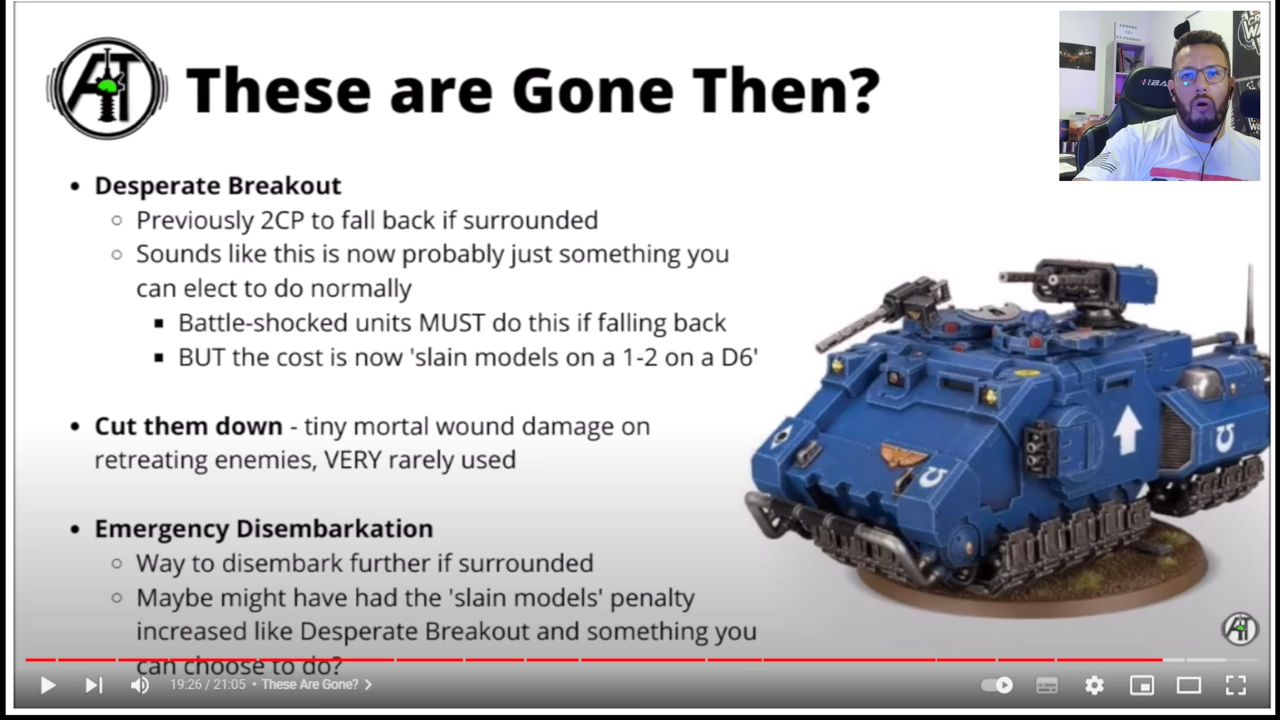 AT These are Gone Then?
• Desperate Breakout
○ Previously 2CP to fall back if surrounded
○ Sounds like this is now probably just something you
can elect to do normally
▪ Battle-shocked units MUST do this if falling back
▪ BUT the cost is now 'slain models on a 1-2 on a D6'
• Cut them down - tiny mortal wound damage on
retreating enemies, VERY rarely used
• Emergency Disembarkation
○ Way to disembark further if surrounded
○ Maybe might have had the 'slain models' penalty
increased like Desperate Breakout and something you
can choose to do?
19:26 / 21:05 • These Are Gone?
AT